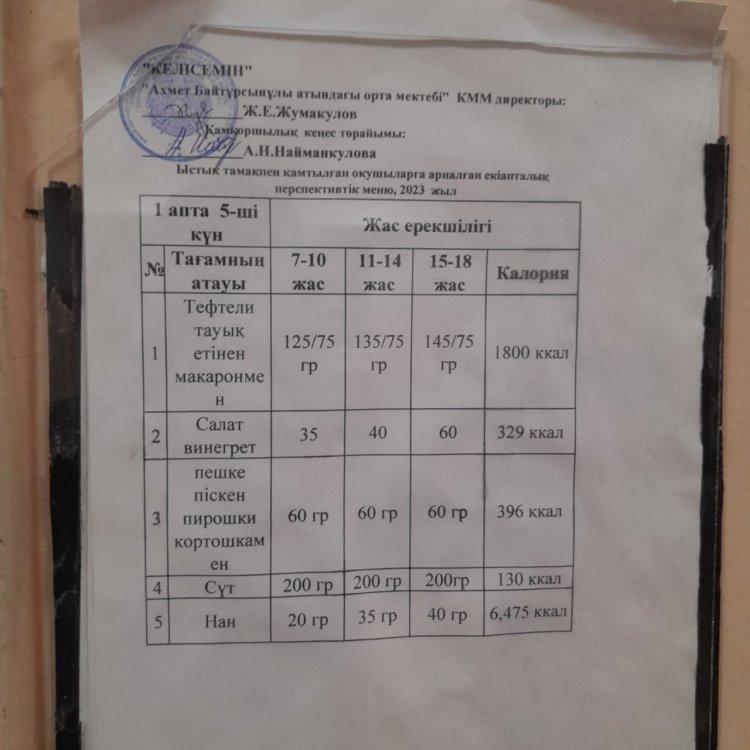 "КЕЛІСЕМІН"
"Ахмет Байтұрсынұлы атындағы орта мектебі" КММ директоры:
Ж.Е.Жумакулов
Қамқоршылық кеңес төрайымы:
А.Н.Найманкулова
Ыстық тамақпен қамтылған оқушыларға арналған екіапталық
перспективтік меню, 2023 жыл
1 апта 5-ші Жас ерекшілігі
күн
№ Тағамның 7-10 11-14 15-18 Калория
атауы жас жас жас
Тефтели
тауық
1 етінен 125/75 135/75 145/75 1800 ккал
макаронме гр гр гр
н
2 Салат 35 40 60 329 ккал
винегрет
пешке
піскен
3 пирошки 60 гр 60 гр 60 гр 396 ккал
кортошкам
ен
4 Сүт 200 гр 200 гр 200гр 130 ккал
5 Нан 20 гр 35 гр 40 гр 6,475 ккал